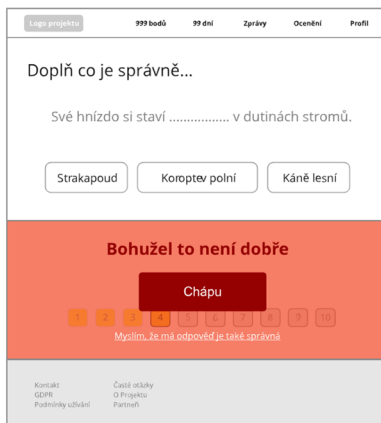 Logo projektu 999 bodů 99 dní Zprávy Ocenění Profil
Doplň co je správně...
Své hnízdo si staví ................. v dutinách stromů.
Strakapoud Koroptev polní Káně lesní
Bohužel to není dobře
Chápu
1 2 3 4 5 6 7 8 9 10
Myslím, že má odpověď je také správná
Kontakt Časté otázky
GDPR O Projektu
Podmínky užívání Partneři